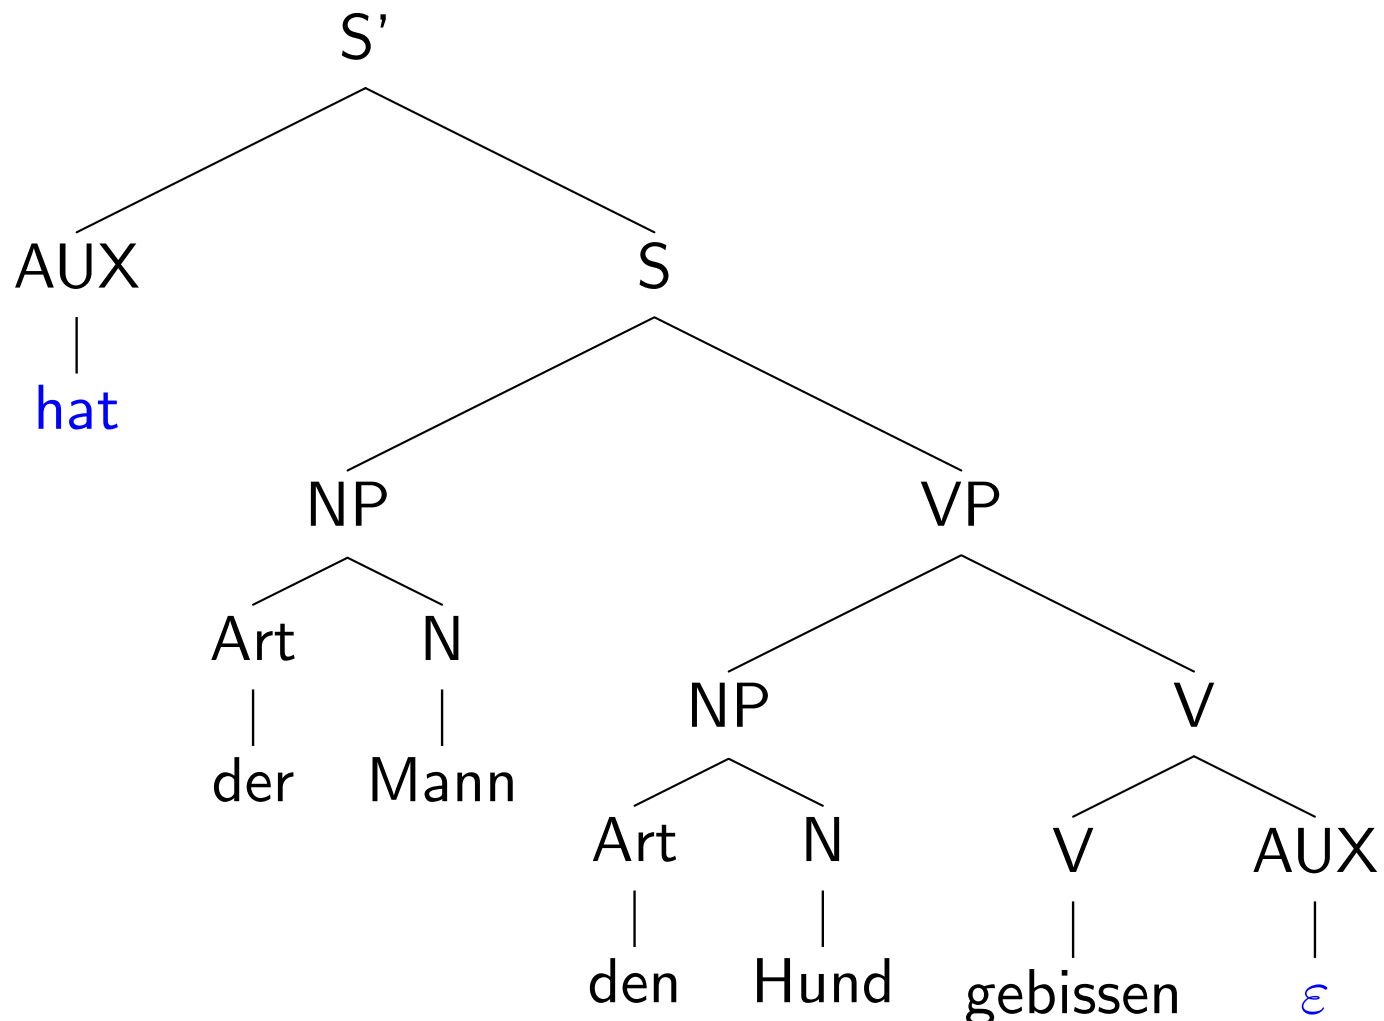 S'
AUX S
hat
NP VP
Art N
NP V
der Mann
Art N V AUX
den Hund gebissen ε